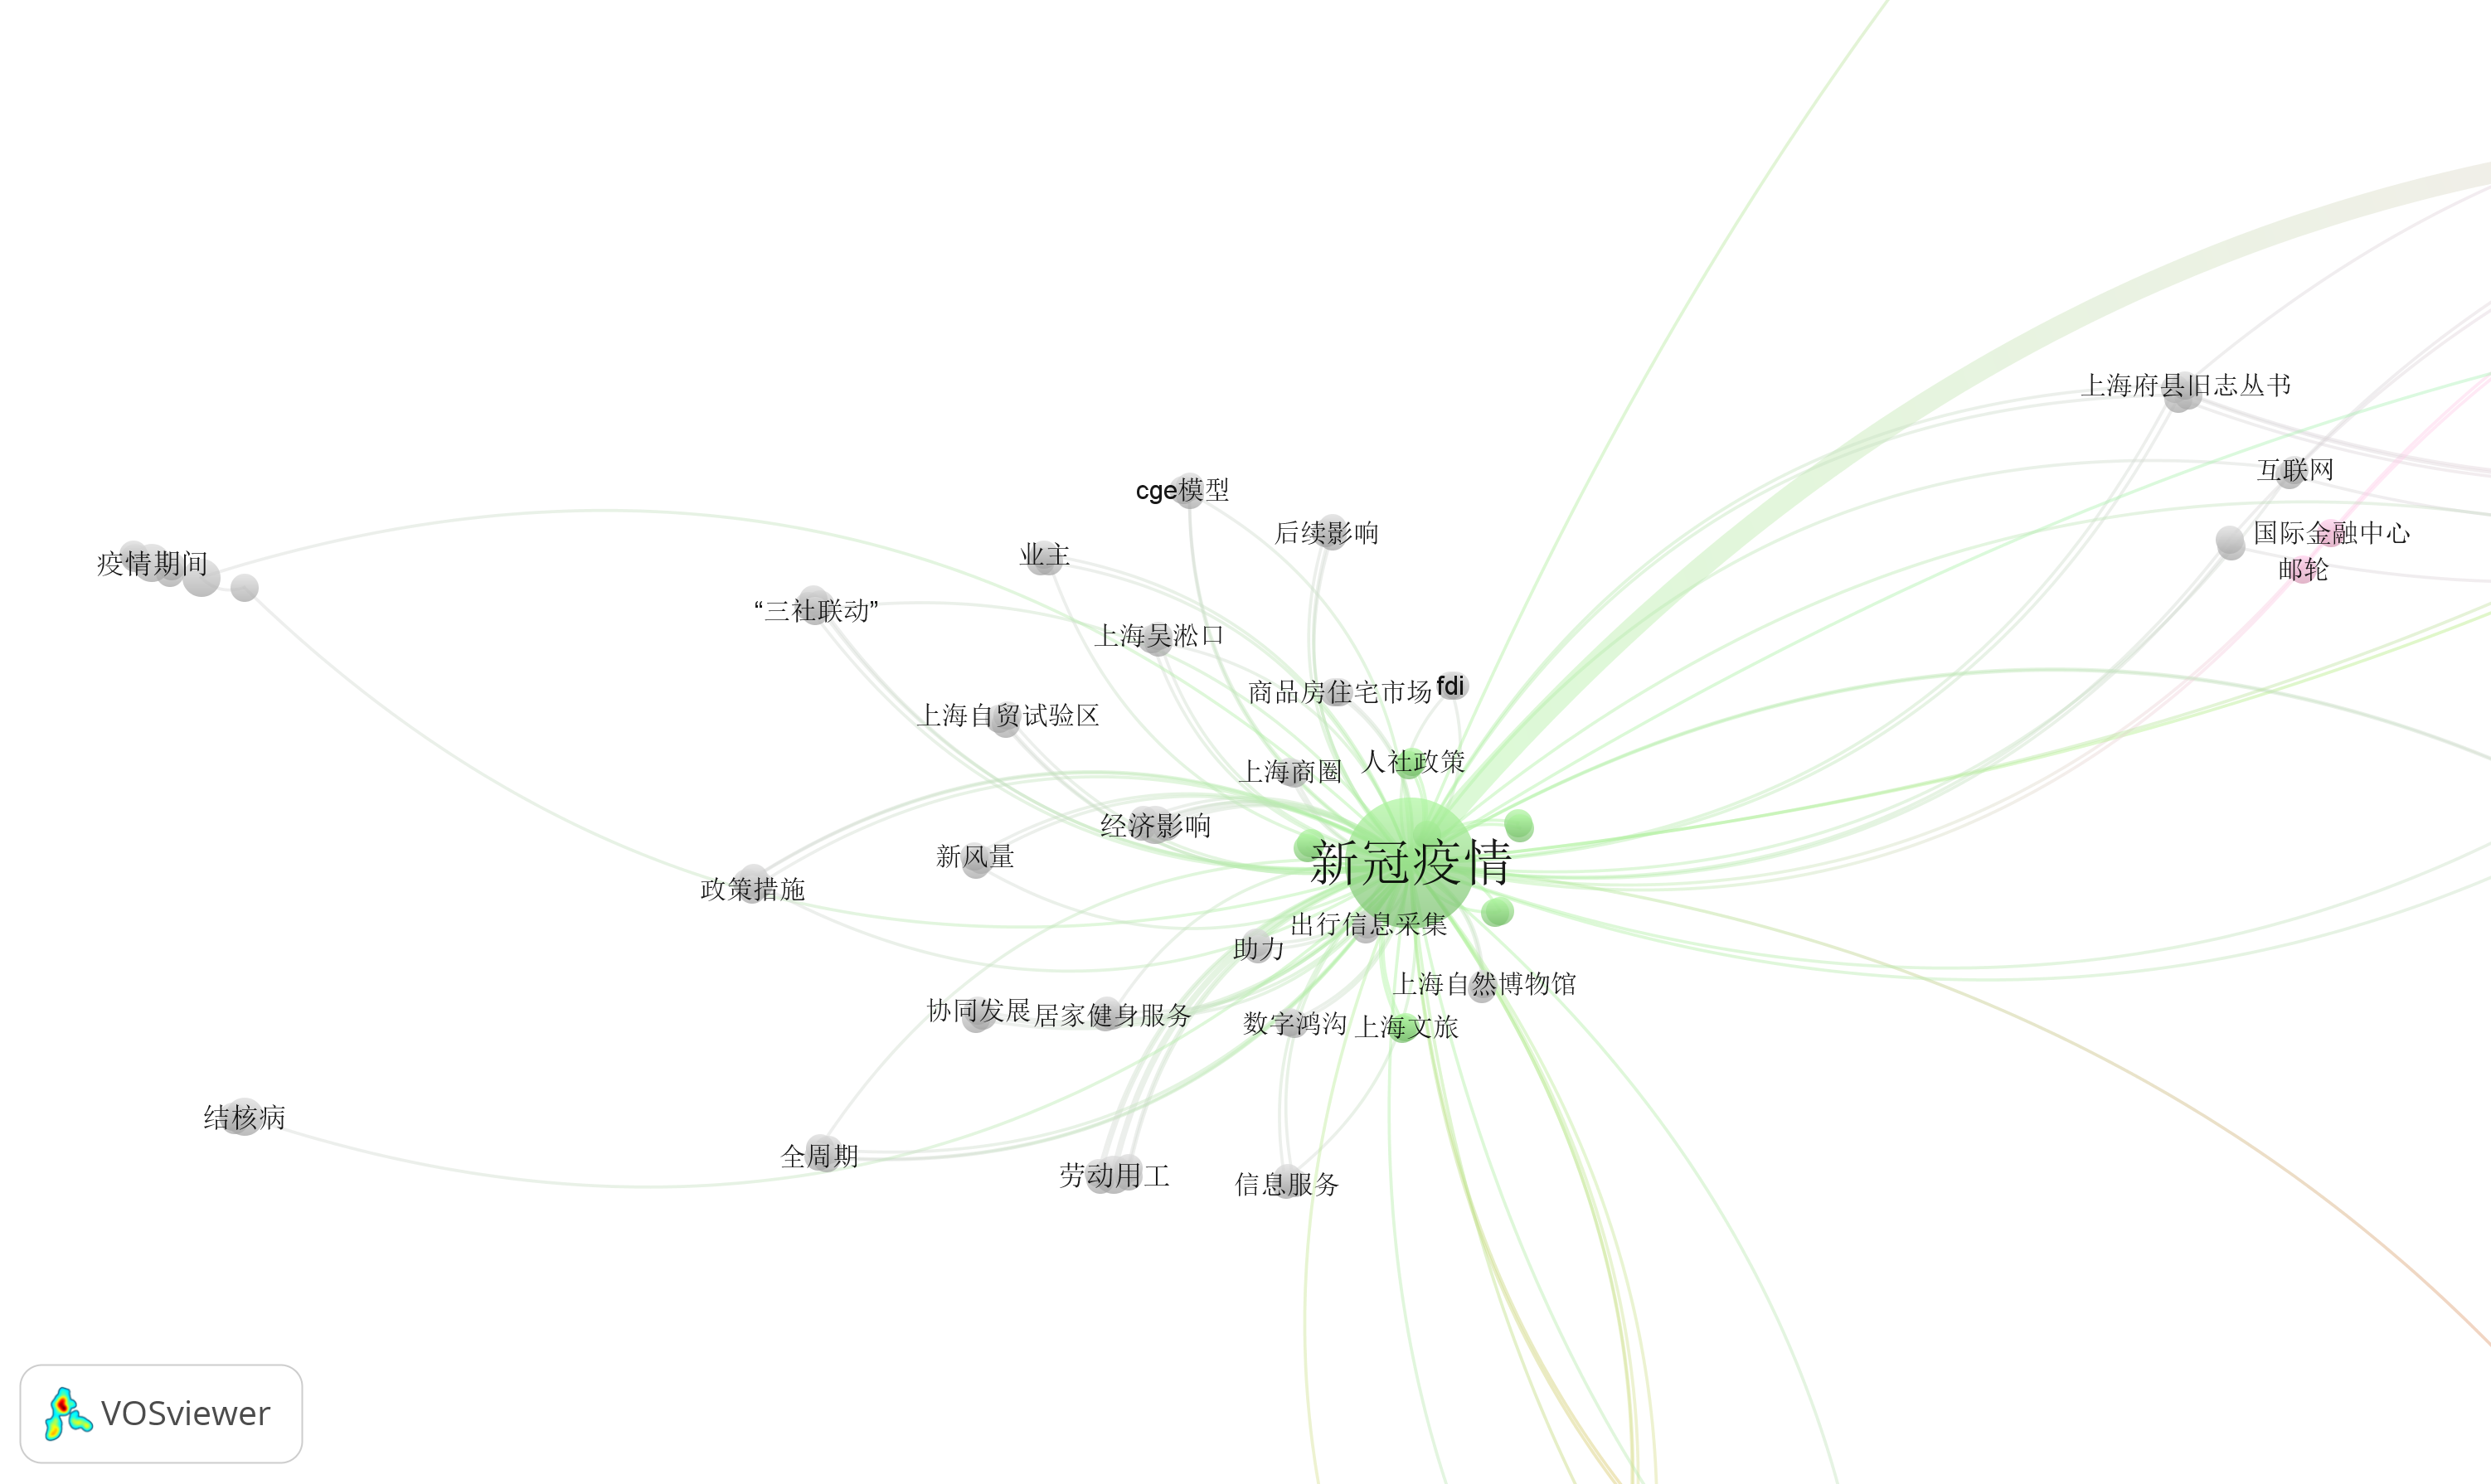 上海府县旧志丛书
互联网
cge模型
后续影响
国际金融中心
业主
疫情期间
邮轮
“三社联动”
上海吴淞口
商品房住宅市场
fdi
上海自贸试验区
人社政策
上海商圈
经济影响
新风量
新冠疫情
政策措施
出行信息采集
助力
上海自然博物馆
协同发展
居家健身服务
数字鸿沟
上海文旅
结核病
全周期
劳动用工
信息服务
VOSviewer